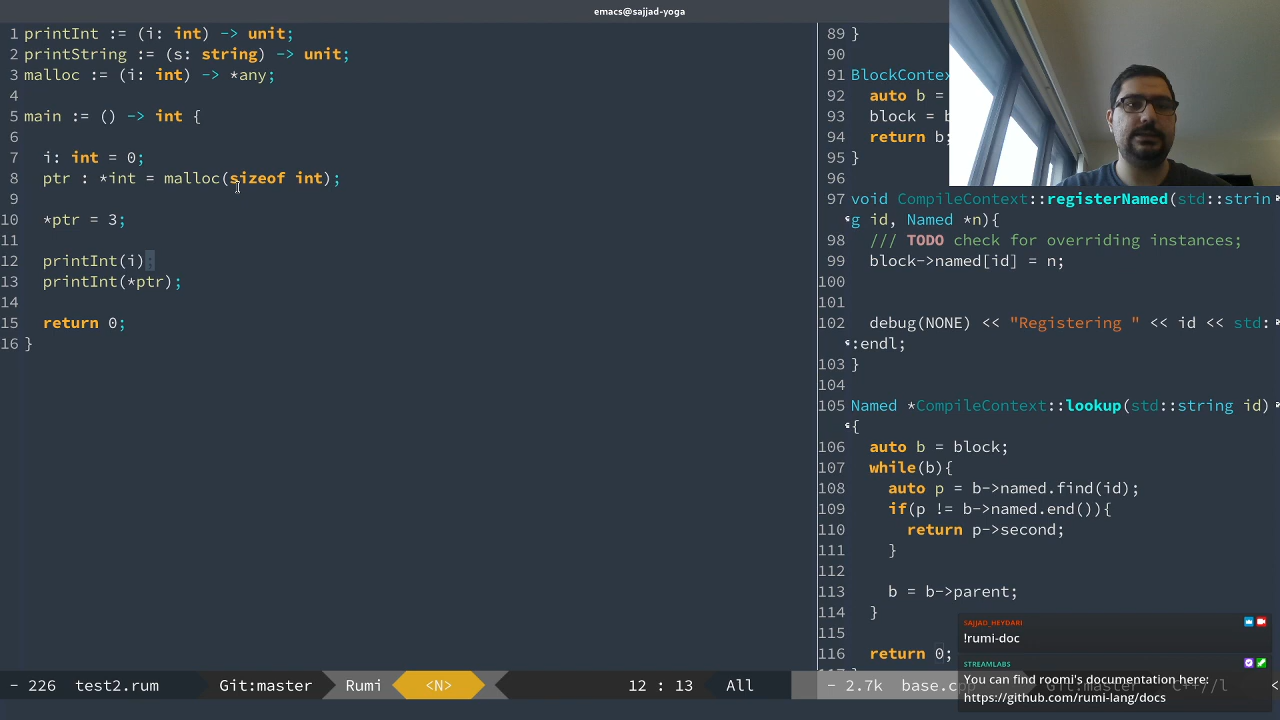 emacs@sajjad-yoga
1 printInt := (i: int) -> unit;
2 printString := (s: string) -> unit;
3 malloc := (i: int) -> *any;
4
5 main := () -> int {
6
7 i: int = 0;
8 ptr : *int = malloc(sizeof int);
9
10 *ptr = 3;
11
12 printInt(i);
13 printInt(*ptr);
14
15 return 0;
16 }
- 226 test2.rum Git:master Rumi <N> 12 : 13 All
89 }
90
91 BlockContex
92 auto b =
93 block = b
94 return b;
95 }
96
97 void CompileContext::registerNamed(std::strin
g id, Named *n){
98 /// TODO check for overriding instances;
99 block->named[id] = n;
100
101
102 debug(NONE) << "Registering " << id << std:
:endl;
103 }
104
105 Named *CompileContext::lookup(std::string id)
{
106 auto b = block;
107 while(b){
108 auto p = b->named.find(id);
109 if(p != b->named.end()){
110 return p->second;
111 }
112
113 b = b->parent;
114 }
115
116 return 0;
- 2.7k base.cpp Git:master C++//l
SAJJAD_HEYDARI
!rumi-doc
STREAMLABS
You can find roomi's documentation here:
https://github.com/rumi-lang/docs